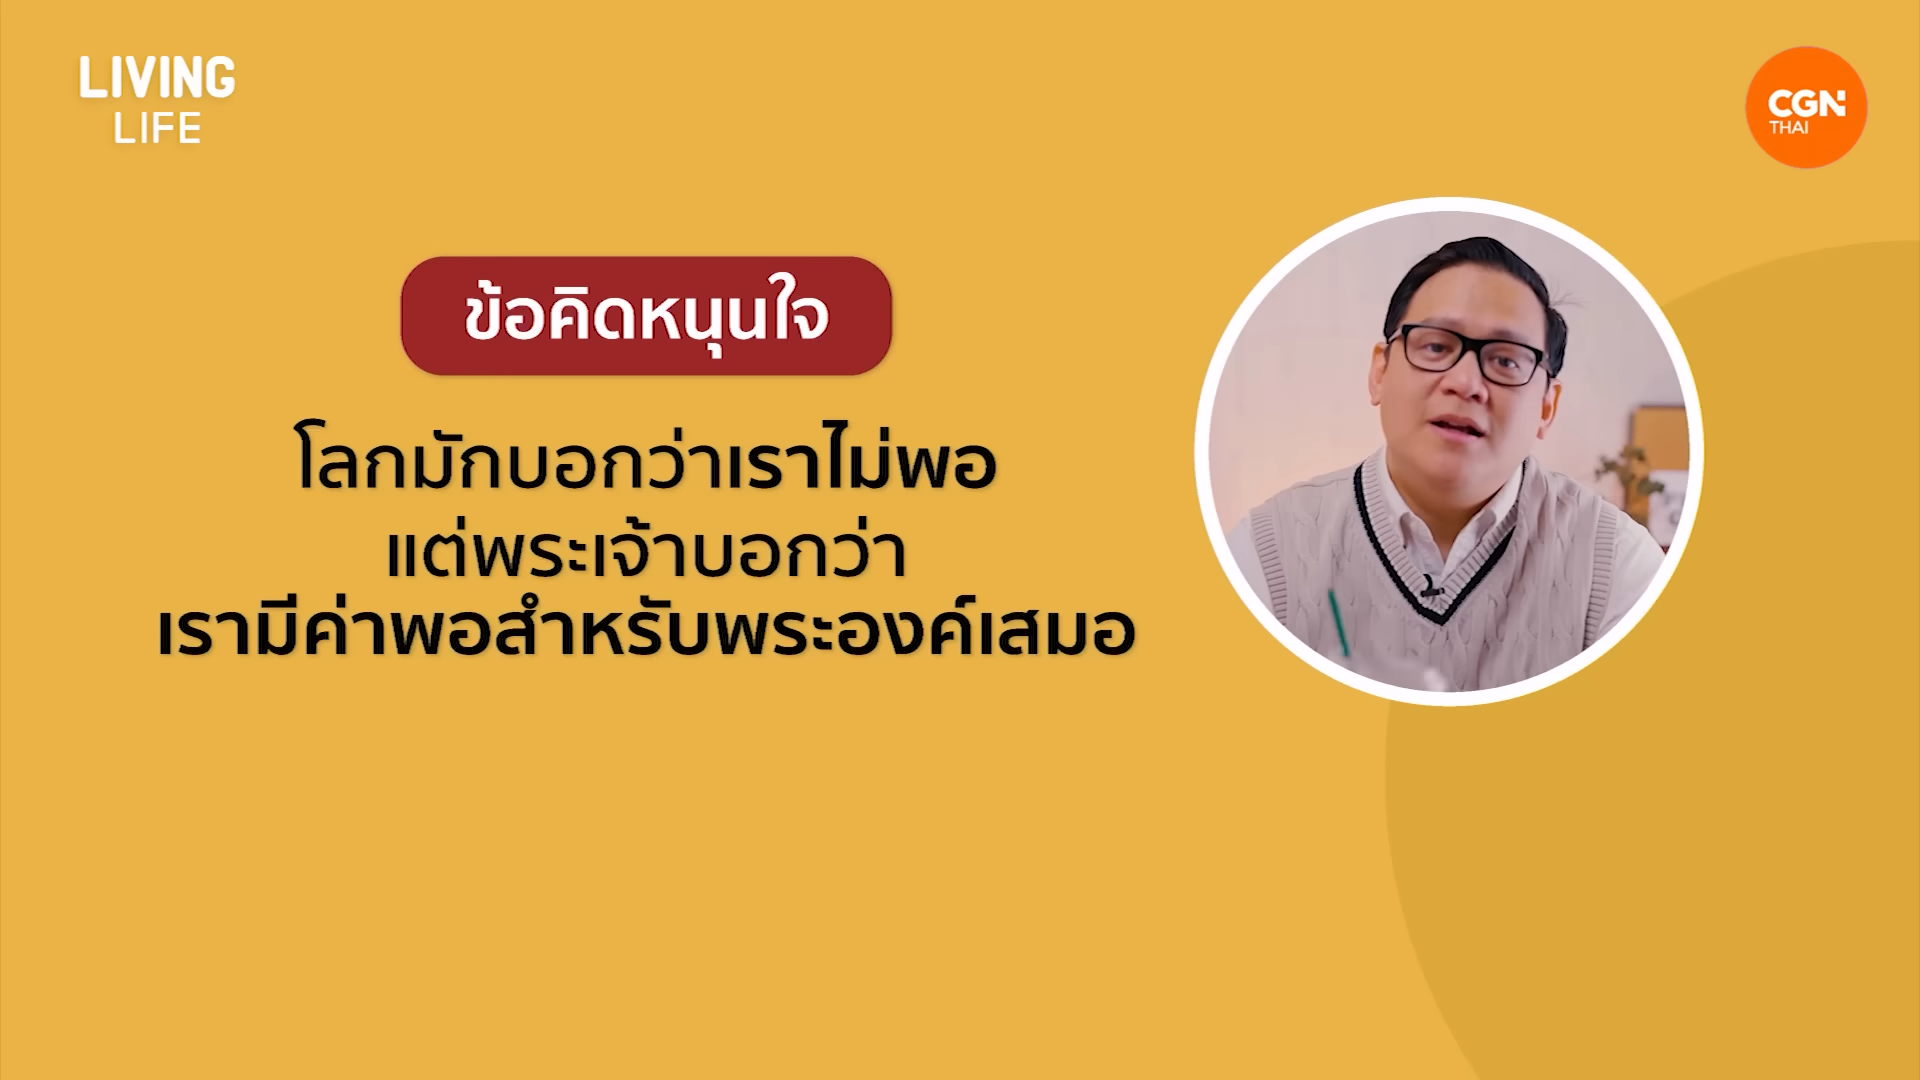 LIVING
LIFE
CGN
THAI
ข้อคิดหนุนใจ
โลกมักบอกว่าเราไม่พอ
แต่พระเจ้าบอกว่า
เรามีค่าพอสำหรับพระองค์เสมอ